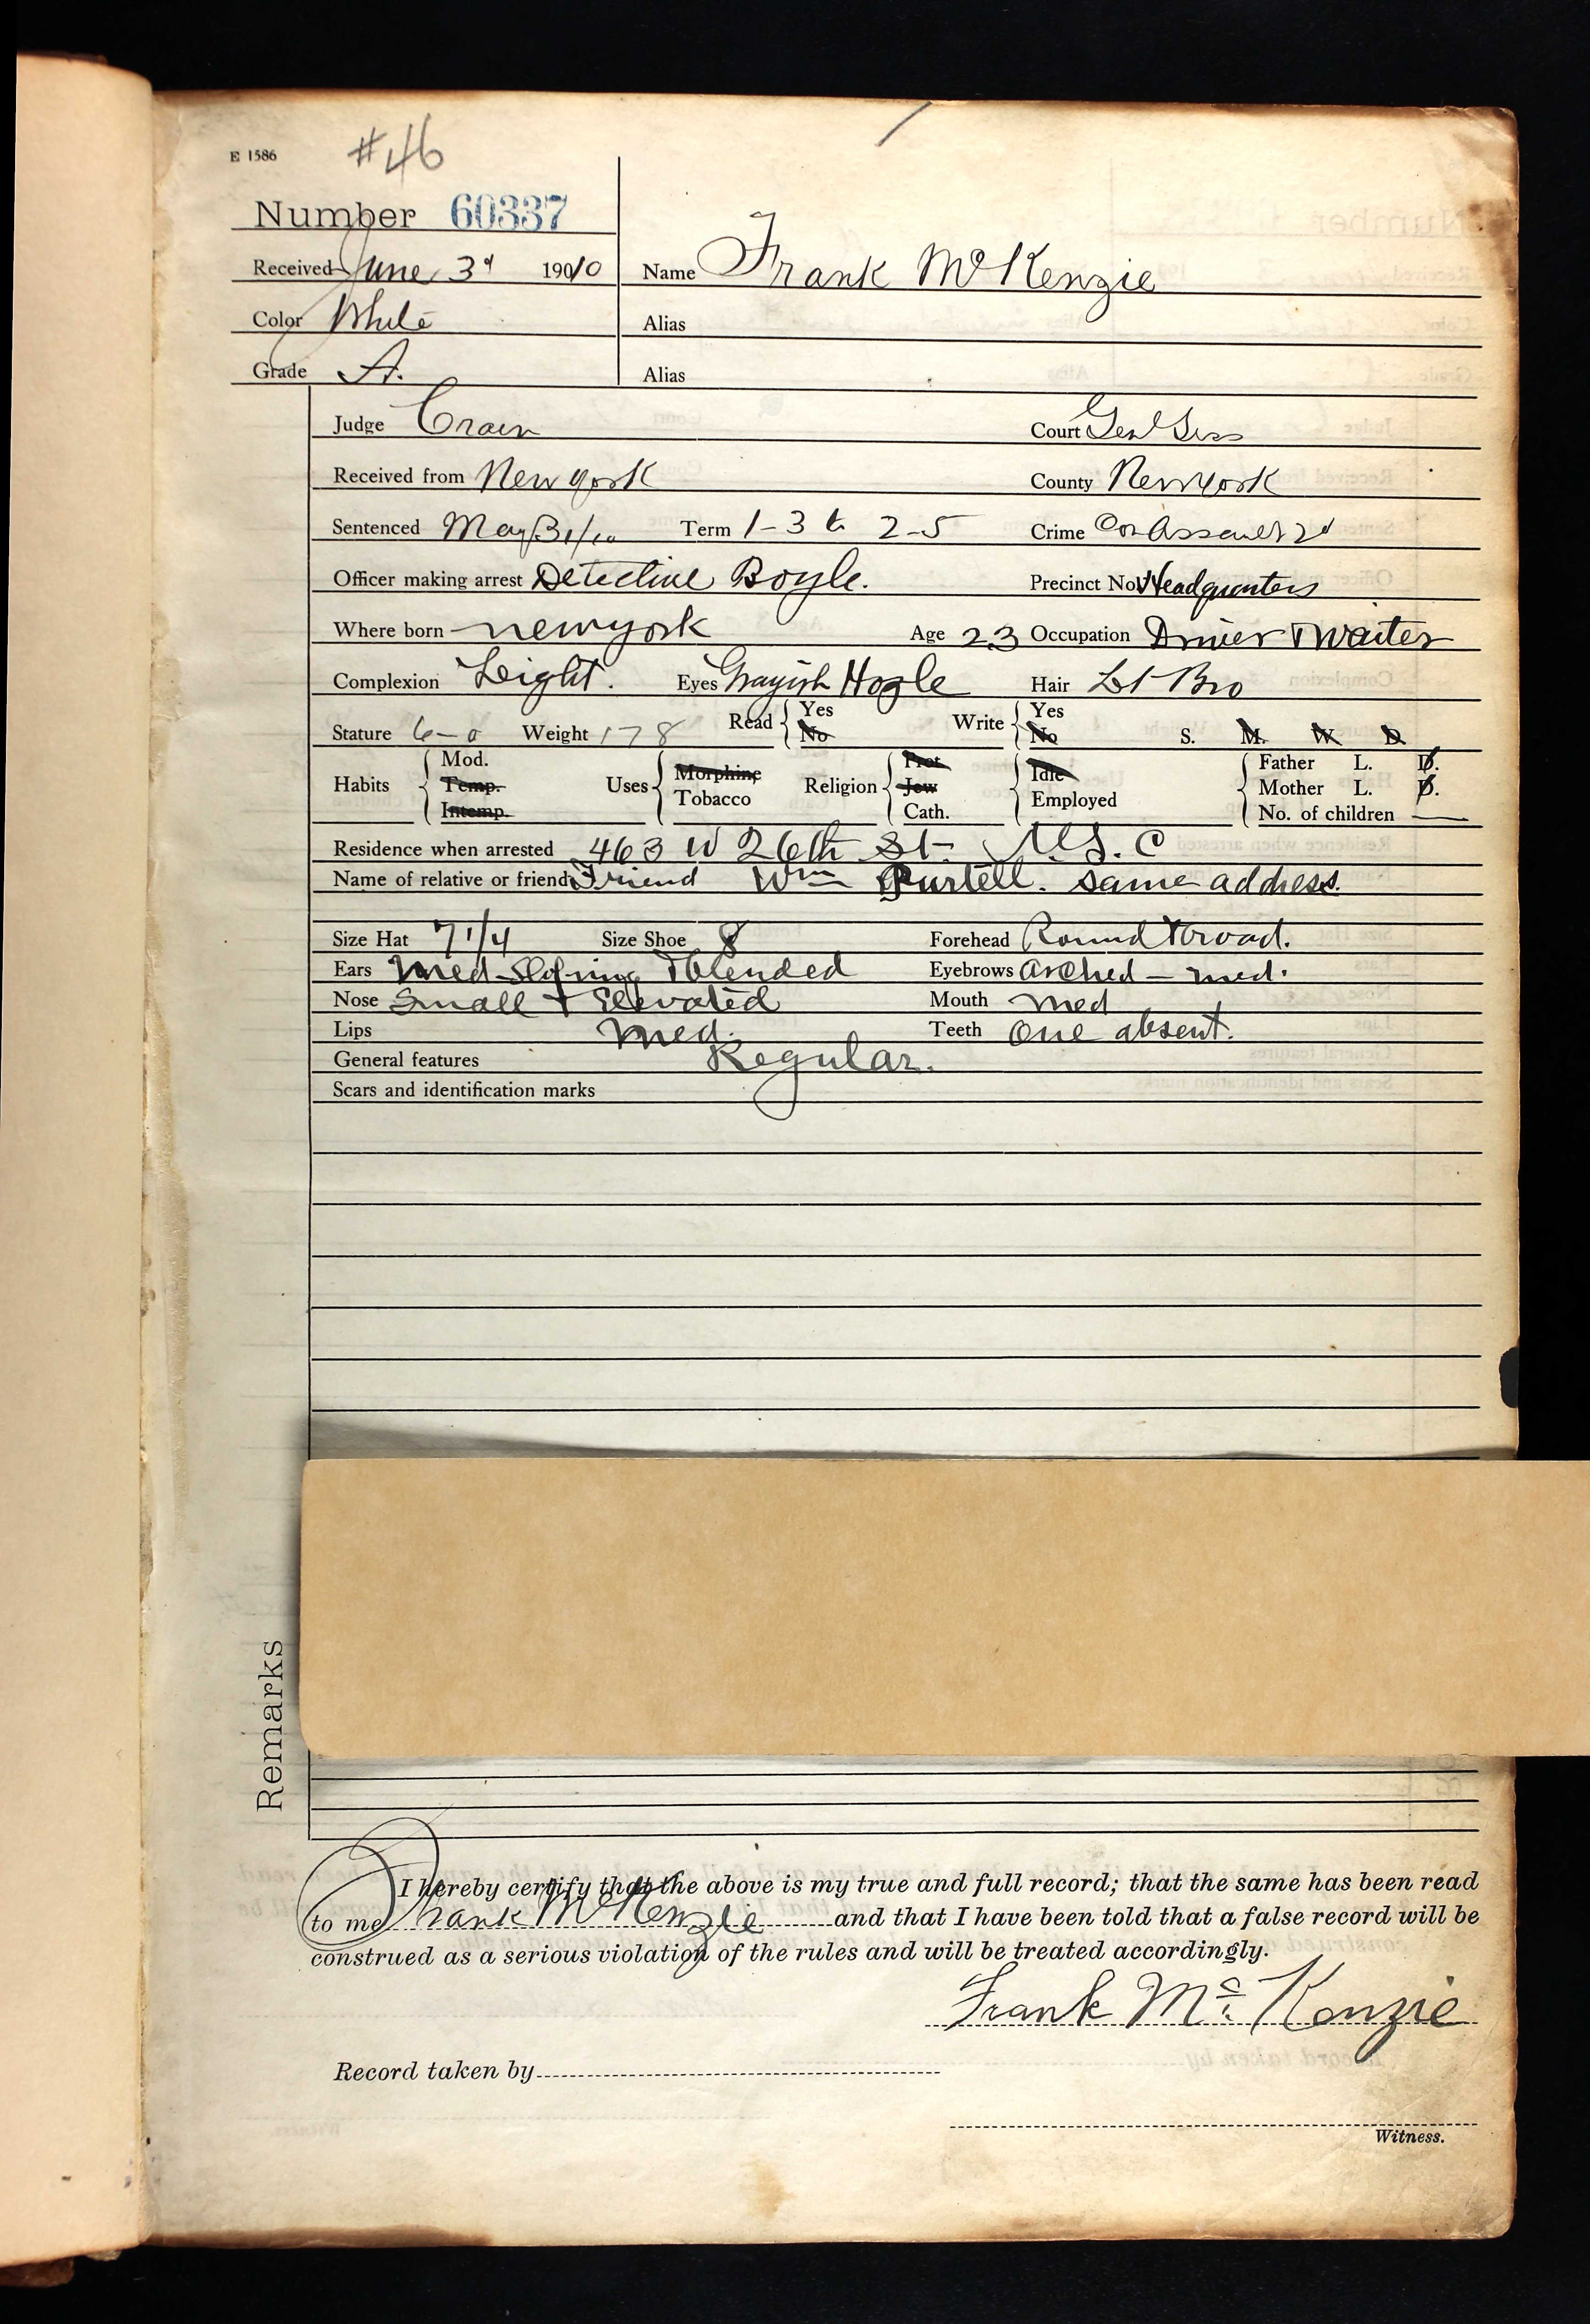 E 1586 #46
Number 60337
Received June 3d 1910 Name Frank McKenzie
Color White Alias
Grade A. Alias
Judge Crain Court Genl Sess
Received from New York County New York
Sentenced May 31/10 Term 1-3 to 2-5 Crime Con Assault 2d
Officer making arrest Detective Boyle. Precinct No. Headquarters
Where born New York Age 23 Occupation Driver & Waiter
Complexion Light. Eyes Grayish Hazle Hair Lt Bro
Stature 6-0 Weight 178 Read Yes No Write Yes No S. M. W. D.
Habits Mod. Temp. Intemp. Uses Morphine Tobacco Religion Prot. Jew Cath. Idle Employed Father L. D. Mother L. D. No. of children —
Residence when arrested 463 W 26th St. N.Y. C
Name of relative or friend Friend Wm Purtell. same address.
Size Hat 7 1/4 Size Shoe 8 Forehead Round & broad.
Ears Med-Sloping & blended Eyebrows Arched - med.
Nose Small & Elevated Mouth Med
Lips Med. Teeth One absent.
General features Regular.
Scars and identification marks
Remarks
I hereby certify that the above is my true and full record; that the same has been read
to me Frank McKenzie and that I have been told that a false record will be
construed as a serious violation of the rules and will be treated accordingly.
Frank Mc Kenzie
Record taken by
Witness.